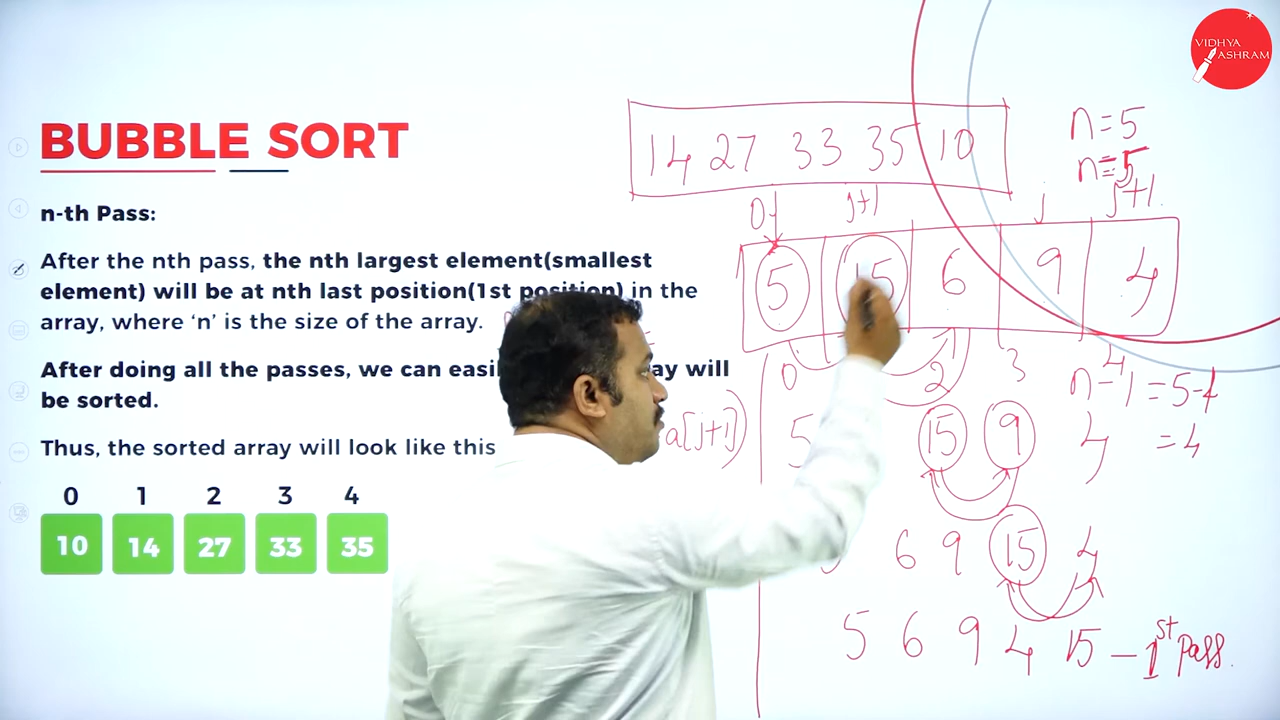 VIDHYA
ASHRAM
BUBBLE SORT
n-th Pass:
After the nth pass, the nth largest element(smallest
element) will be at nth last position(1st position) in the
array, where ‘n’ is the size of the array.
After doing all the passes, we can easi ay will
be sorted.
Thus, the sorted array will look like this
0 1 2 3 4
10 14 27 33 35
14 27 33 35 10
n=5
n=5
0 j+1 j j+1
5 15 6 9 4
0 2 3 4
n-1 = 5-1
= 4
a[j+1])
5 15 9 4
6 9 15 4
5 6 9 4 15 - 1st Pass.